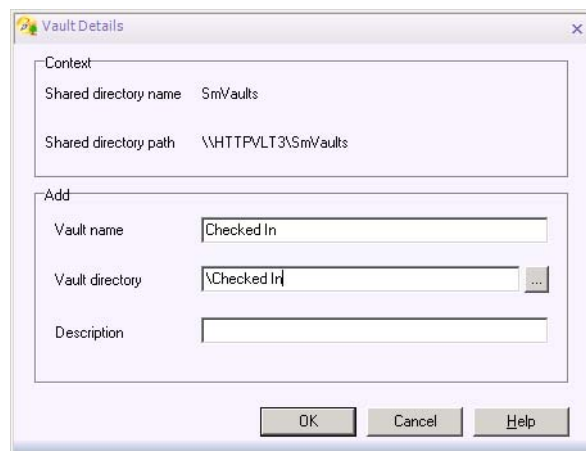 Vault Details
Context
Shared directory name SmVaults
Shared directory path \\HTTPVLT3\SmVaults
Add
Vault name Checked In
Vault directory \Checked In ...
Description
OK Cancel Help